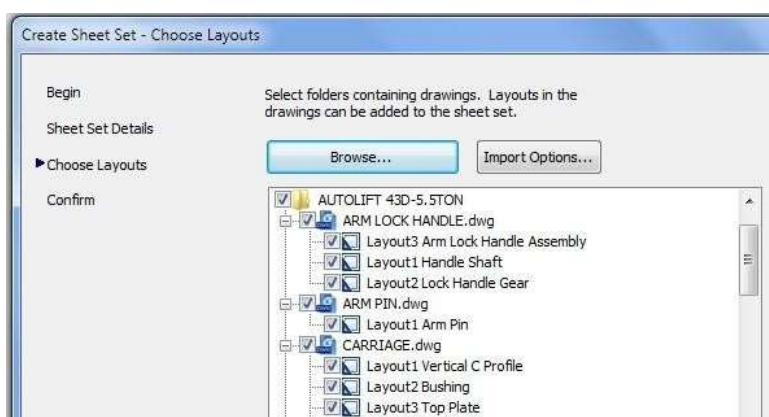 Create Sheet Set - Choose Layouts
Begin
Sheet Set Details
Choose Layouts
Confirm
Select folders containing drawings. Layouts in the
drawings can be added to the sheet set.
Browse...
Import Options...
AUTOLIFT 43D-5.5TON
ARM LOCK HANDLE.dwg
Layout3 Arm Lock Handle Assembly
Layout1 Handle Shaft
Layout2 Lock Handle Gear
ARM PIN.dwg
Layout1 Arm Pin
CARRIAGE.dwg
Layout1 Vertical C Profile
Layout2 Bushing
Layout3 Top Plate